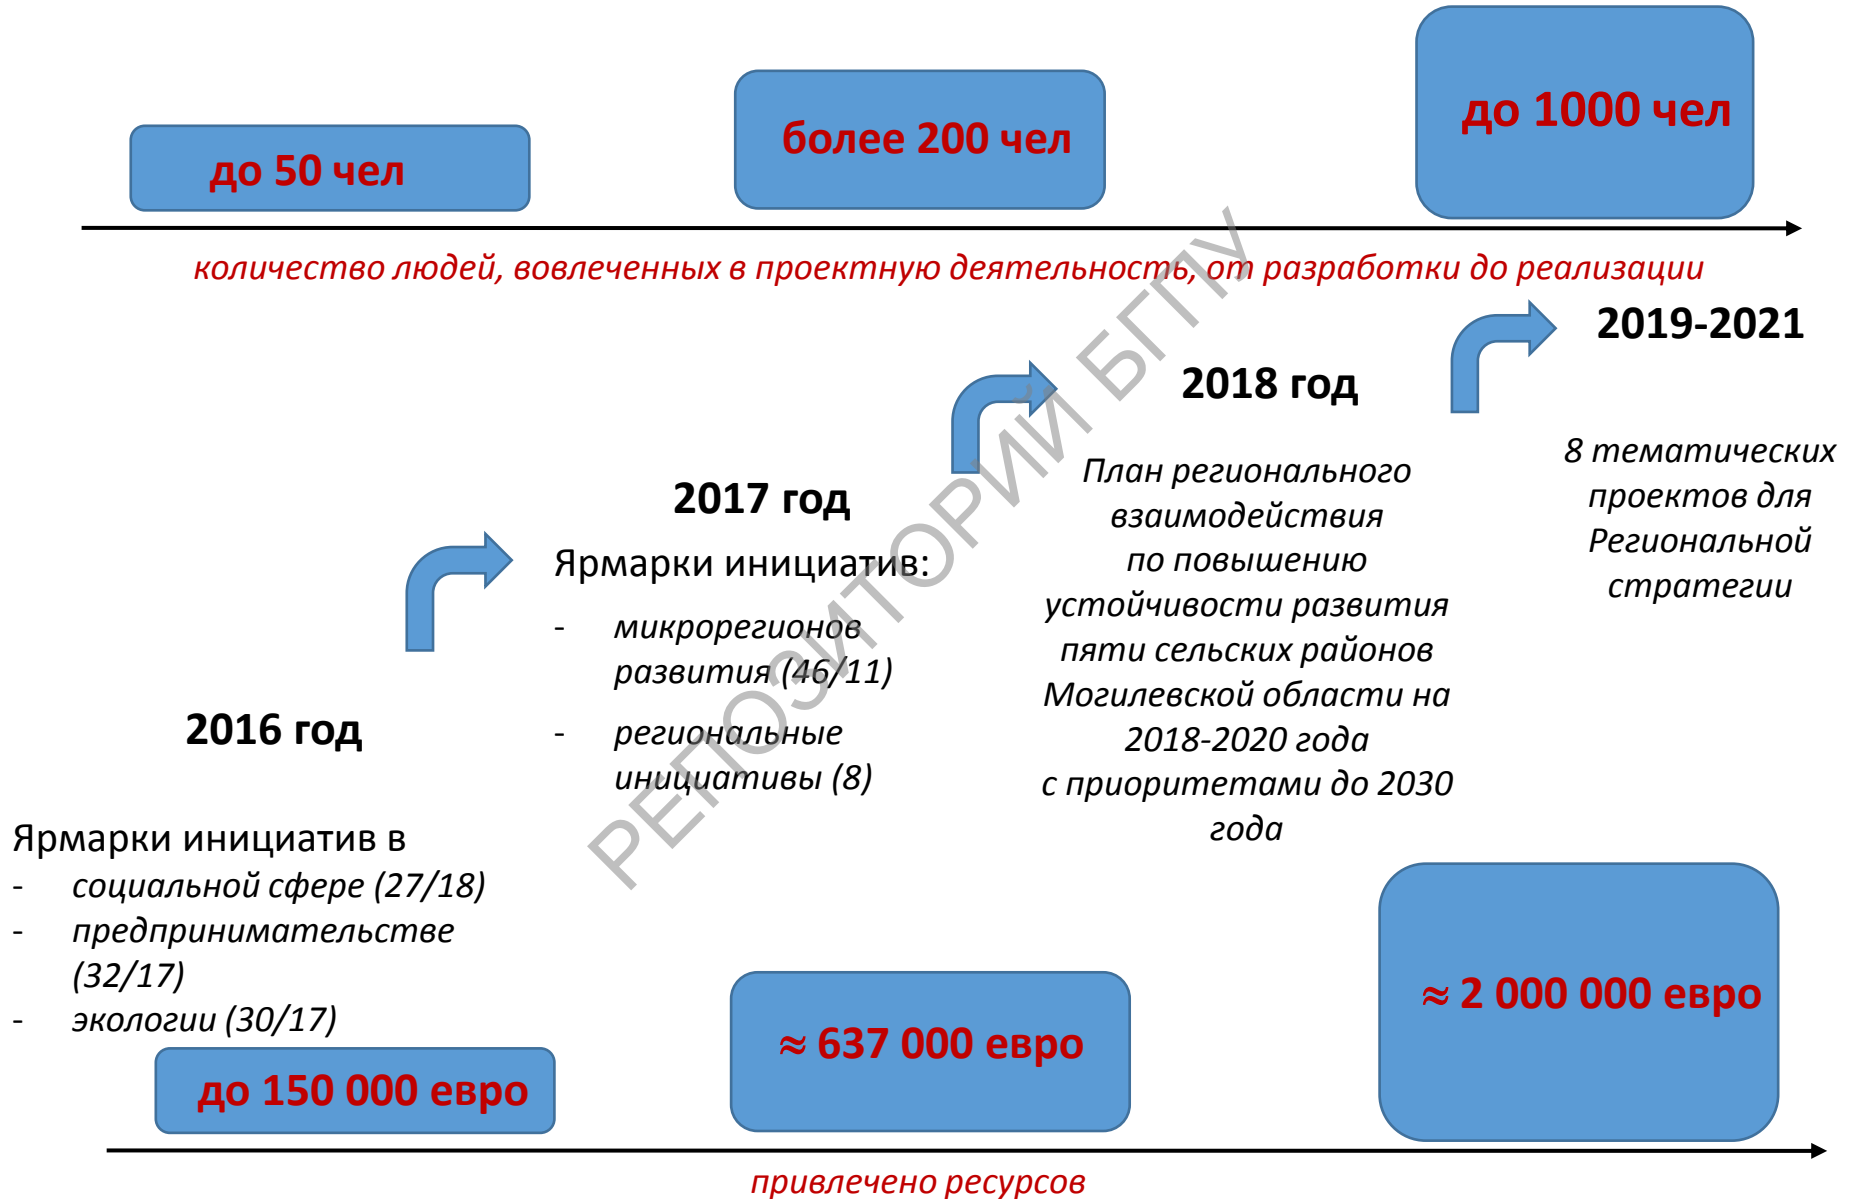 до 50 чел
более 200 чел
до 1000 чел
количество людей, вовлеченных в проектную деятельность, от разработки до реализации
2016 год
Ярмарки инициатив в
- социальной сфере (27/18)
- предпринимательстве
(32/17)
- экологии (30/17)
2017 год
Ярмарки инициатив:
- микрорегионов
развития (46/11)
- региональные
инициативы (8)
2018 год
План регионального
взаимодействия
по повышению
устойчивости развития
пяти сельских районов
Могилевской области на
2018-2020 года
с приоритетами до 2030
года
2019-2021
8 тематических
проектов для
Региональной
стратегии
до 150 000 евро
≈ 637 000 евро
≈ 2 000 000 евро
привлечено ресурсов
РЕПОЗИТОРИЙ БГПУ